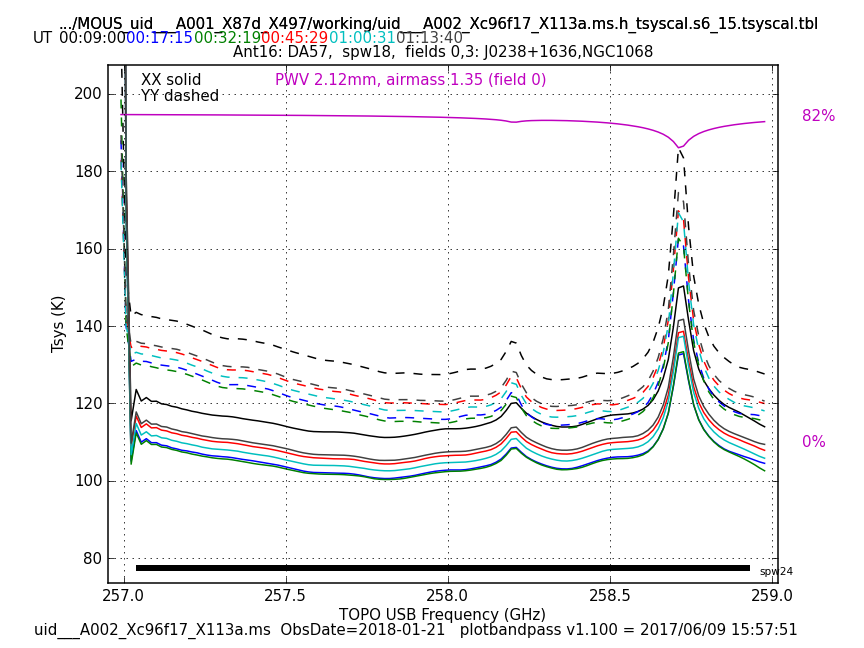 .../MOUS_uid___A001_X87d_X497/working/uid___A002_Xc96f17_X113a.ms.h_tsyscal.s6_15.tsyscal.tbl
UT 00:09:00 00:17:15 00:32:19 00:45:29 01:00:31 01:13:40
Ant16: DA57, spw18, fields 0,3: J0238+1636,NGC1068
XX solid
PWV 2.12mm, airmass 1.35 (field 0)
YY dashed
200
180
160
140
120
100
80
Tsys (K)
82%
0%
spw24
257.0 257.5 258.0 258.5 259.0
TOPO USB Frequency (GHz)
uid___A002_Xc96f17_X113a.ms ObsDate=2018-01-21 plotbandpass v1.100 = 2017/06/09 15:57:51